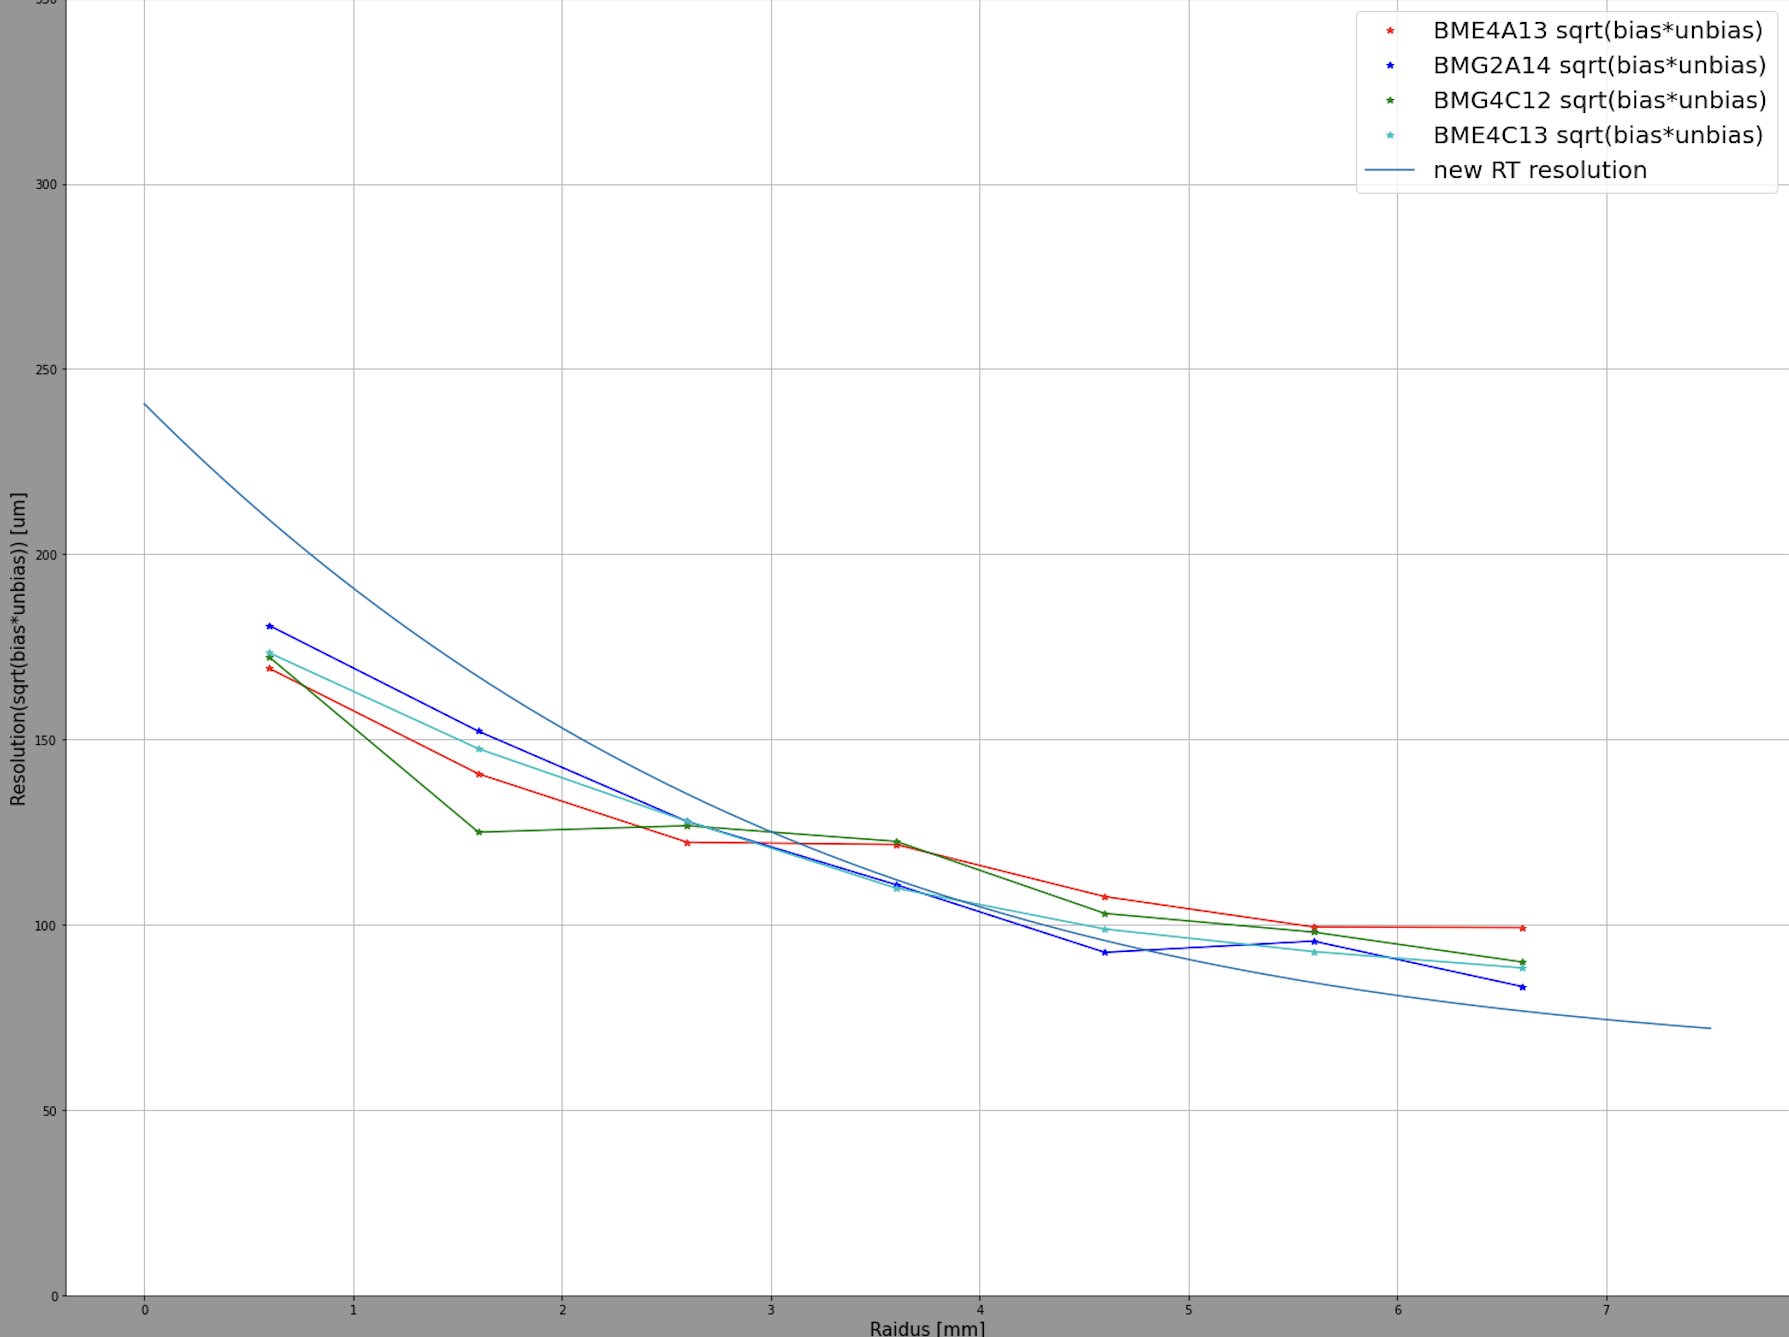 350
BME4A13 sqrt(bias*unbias)
BMG2A14 sqrt(bias*unbias)
BMG4C12 sqrt(bias*unbias)
BME4C13 sqrt(bias*unbias)
new RT resolution
300
250
200
150
100
50
0
Resolution(sqrt(bias*unbias)) [um]
0 1 2 3 4 5 6 7
Raidus [mm]